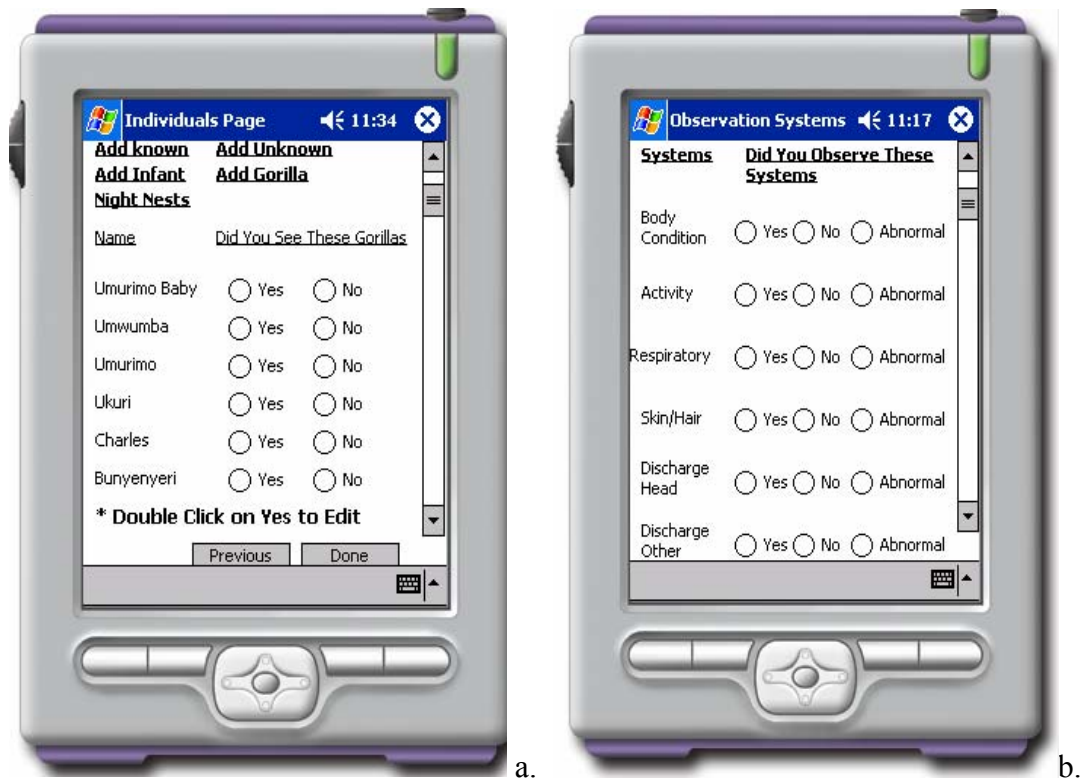 Individuals Page 11:34
Add known Add Unknown
Add Infant Add Gorilla
Night Nests
Name Did You See These Gorillas
Umurimo Baby Yes No
Umwumba Yes No
Umurimo Yes No
Ukuri Yes No
Charles Yes No
Bunyenyeri Yes No
* Double Click on Yes to Edit
Previous Done
a.
Observation Systems 11:17
Systems Did You Observe These
Systems
Body
Condition Yes No Abnormal
Activity Yes No Abnormal
Respiratory Yes No Abnormal
Skin/Hair Yes No Abnormal
Discharge
Head Yes No Abnormal
Discharge
Other Yes No Abnormal
b.